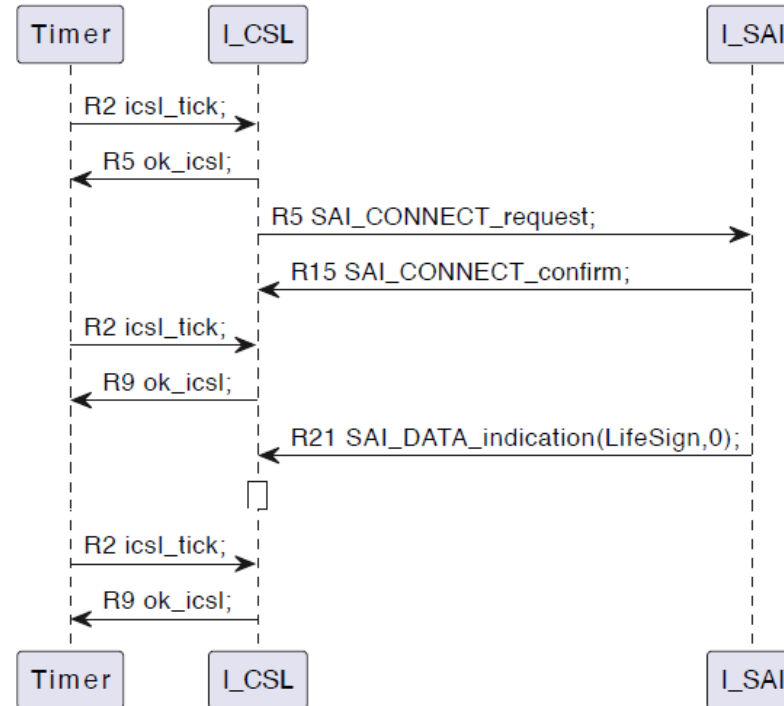 Timer I_CSL I_SAI
R2 icsl_tick;
R5 ok_icsl;
R5 SAI_CONNECT_request;
R15 SAI_CONNECT_confirm;
R2 icsl_tick;
R9 ok_icsl;
R21 SAI_DATA_indication(LifeSign,0);
R2 icsl_tick;
R9 ok_icsl;
Timer I_CSL I_SAI